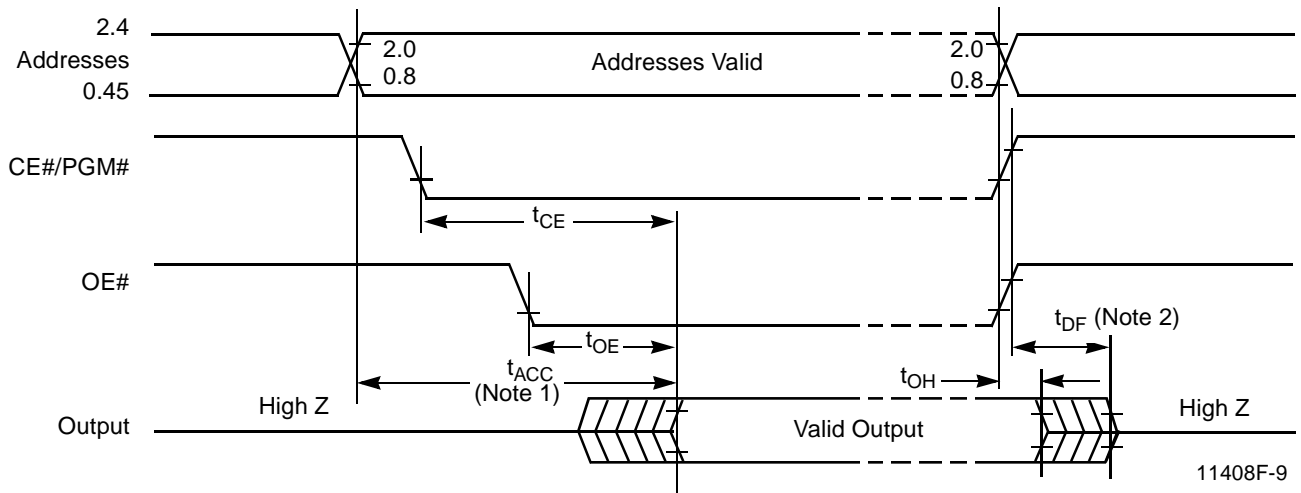 2.4
Addresses
0.45
2.0
0.8
Addresses Valid
2.0
0.8
CE#/PGM#
tCE
OE#
tOE
tDF (Note 2)
tACC
(Note 1)
tOH
High Z
High Z
Output
Valid Output
11408F-9